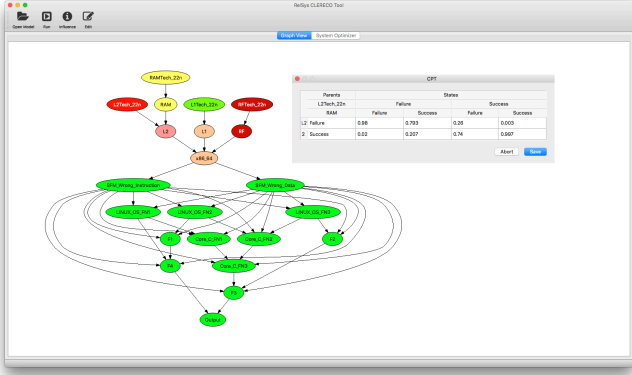 RelSys CLERECO Tool
Open Model Run Influence Edit
Graph View System Optimizer
RAMTech_22n
L2Tech_22n RAM L1Tech_22n RFTech_22n
L2 L1 RF
x86_64
SFM_Wrong_Instruction SFM_Wrong_Data
LINUX_OS_FN1 LINUX_OS_FN2 LINUX_OS_FN3
F1 Core_C_FN1 Core_C_FN2 F2
F4 Core_C_FN3
F3
Output
CPT
Parents States
L2Tech_22n Failure Success
RAM Failure Success Failure Success
L2 Failure 0.98 0.793 0.26 0.003
2 Success 0.02 0.207 0.74 0.997
Abort Save